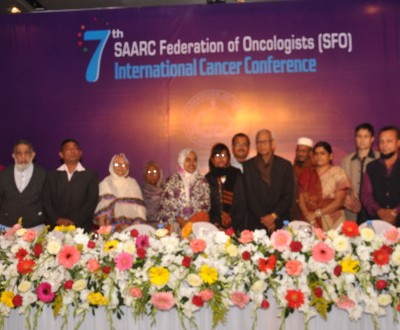 7th
SAARC Federation of Oncologists (SFO)
International Cancer Conference